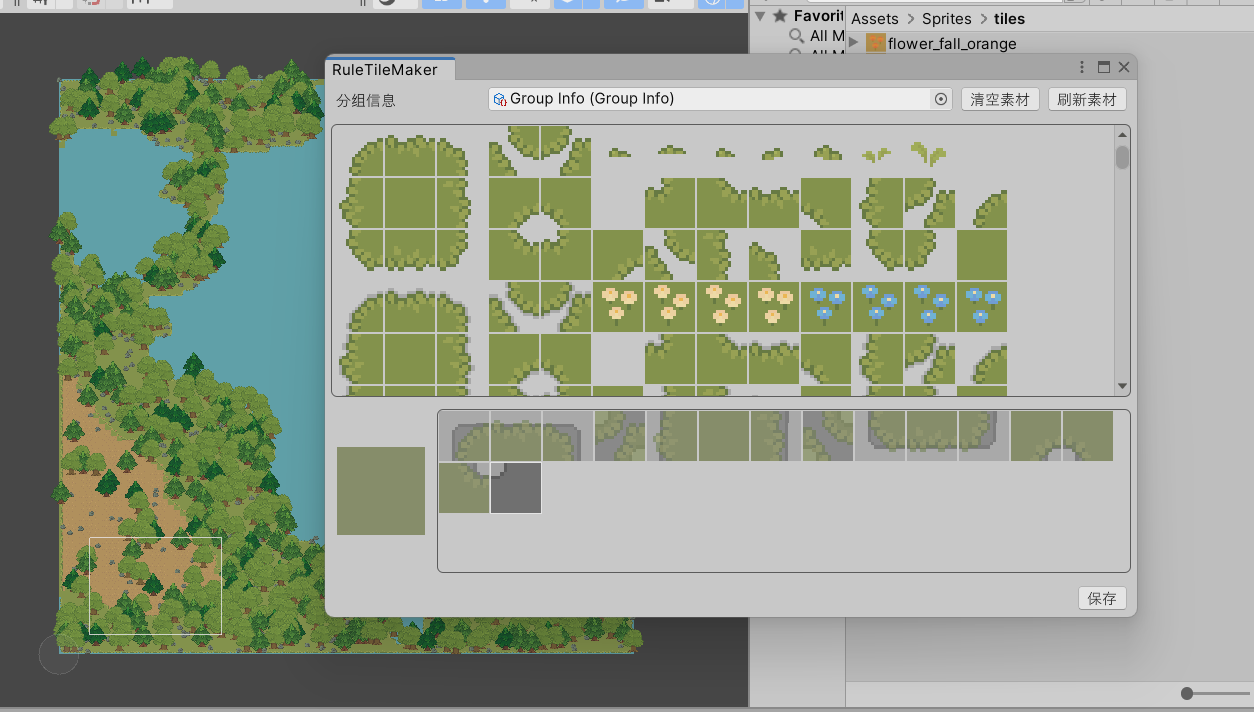 Favorit
Assets > Sprites > tiles
All M
flower_fall_orange
RuleTileMaker
分组信息
Group Info (Group Info)
清空素材
刷新素材
保存